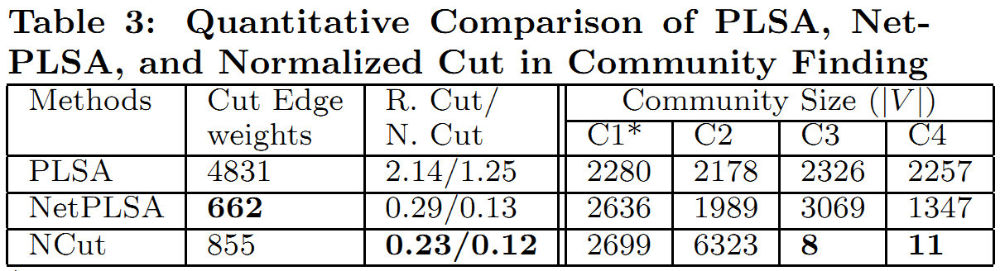 Table 3: Quantitative Comparison of PLSA, Net-
PLSA, and Normalized Cut in Community Finding
Methods Cut Edge weights R. Cut/ N. Cut Community Size (|V|)
C1* C2 C3 C4
PLSA 4831 2.14/1.25 2280 2178 2326 2257
NetPLSA 662 0.29/0.13 2636 1989 3069 1347
NCut 855 0.23/0.12 2699 6323 8 11